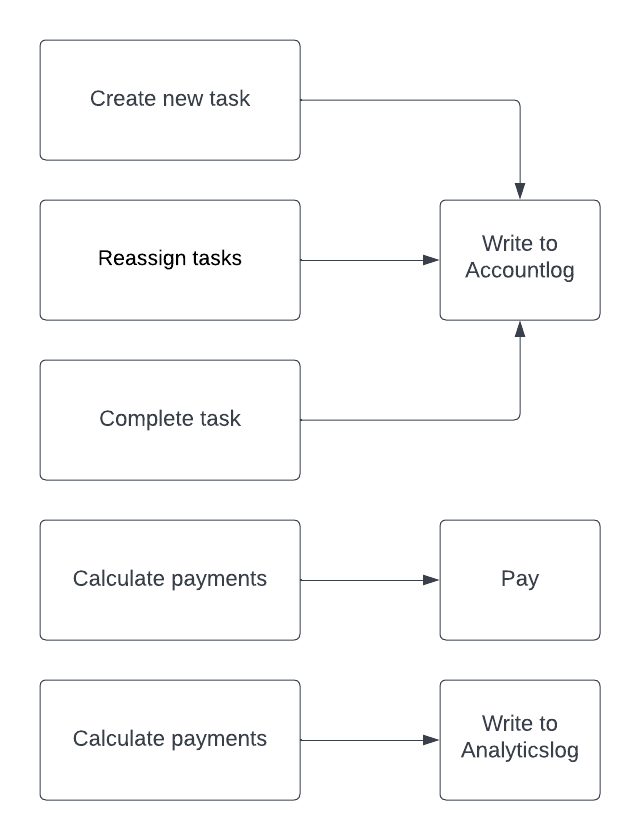 Create new task
Reassign tasks
Write to
Accountlog
Complete task
Calculate payments
Pay
Calculate payments
Write to
Analyticslog